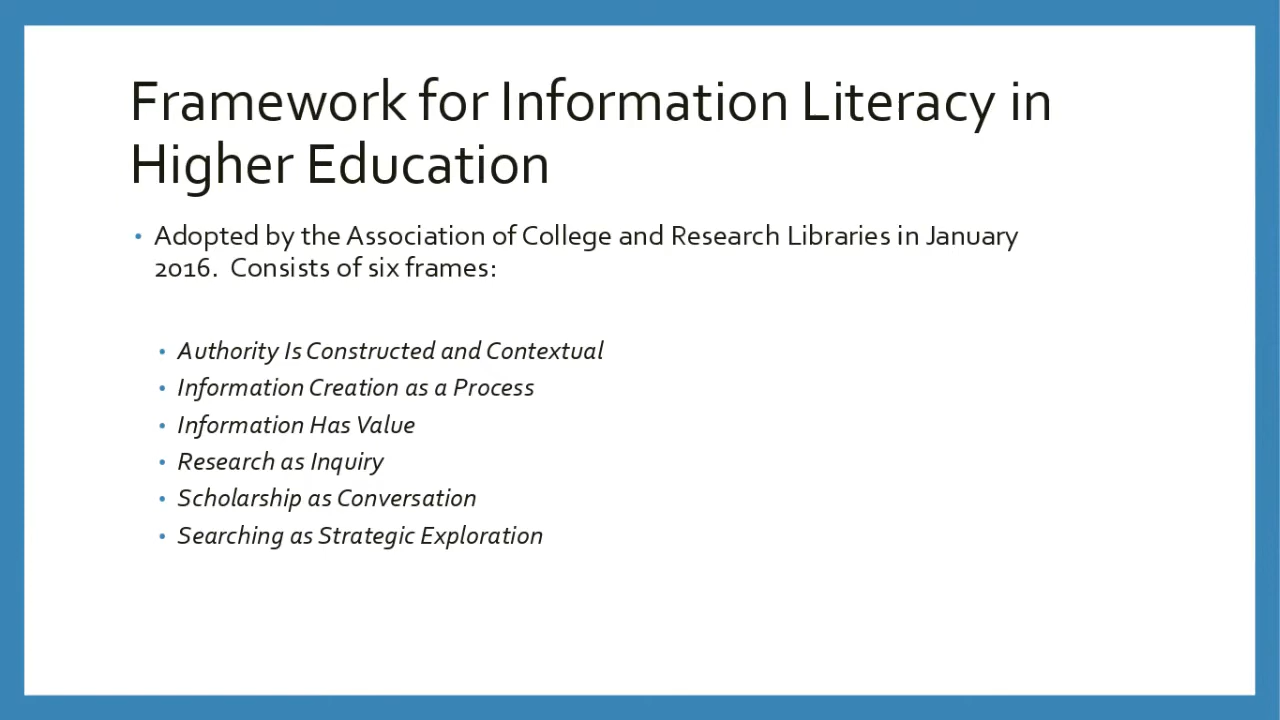 Framework for Information Literacy in
Higher Education
• Adopted by the Association of College and Research Libraries in January
2016.  Consists of six frames:
• Authority Is Constructed and Contextual
• Information Creation as a Process
• Information Has Value
• Research as Inquiry
• Scholarship as Conversation
• Searching as Strategic Exploration